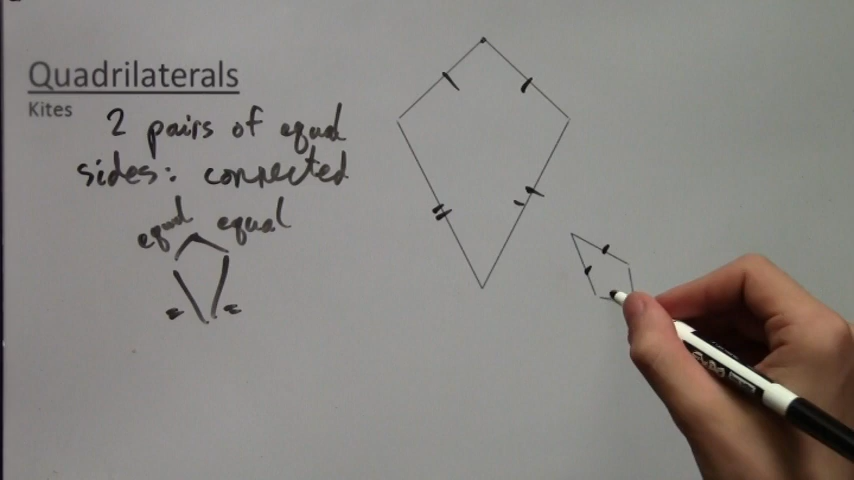 Quadrilaterals
Kites
2 pairs of equal
sides: connected
equal equal
= =